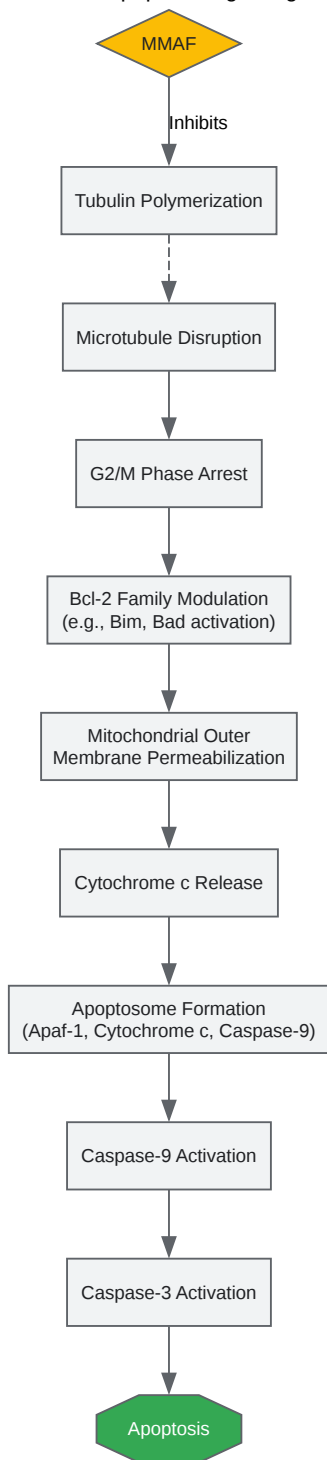 MMAF
Inhibits
Tubulin Polymerization
Microtubule Disruption
G2/M Phase Arrest
Bcl-2 Family Modulation
(e.g., Bim, Bad activation)
Mitochondrial Outer
Membrane Permeabilization
Cytochrome c Release
Apoptosome Formation
(Apaf-1, Cytochrome c, Caspase-9)
Caspase-9 Activation
Caspase-3 Activation
Apoptosis